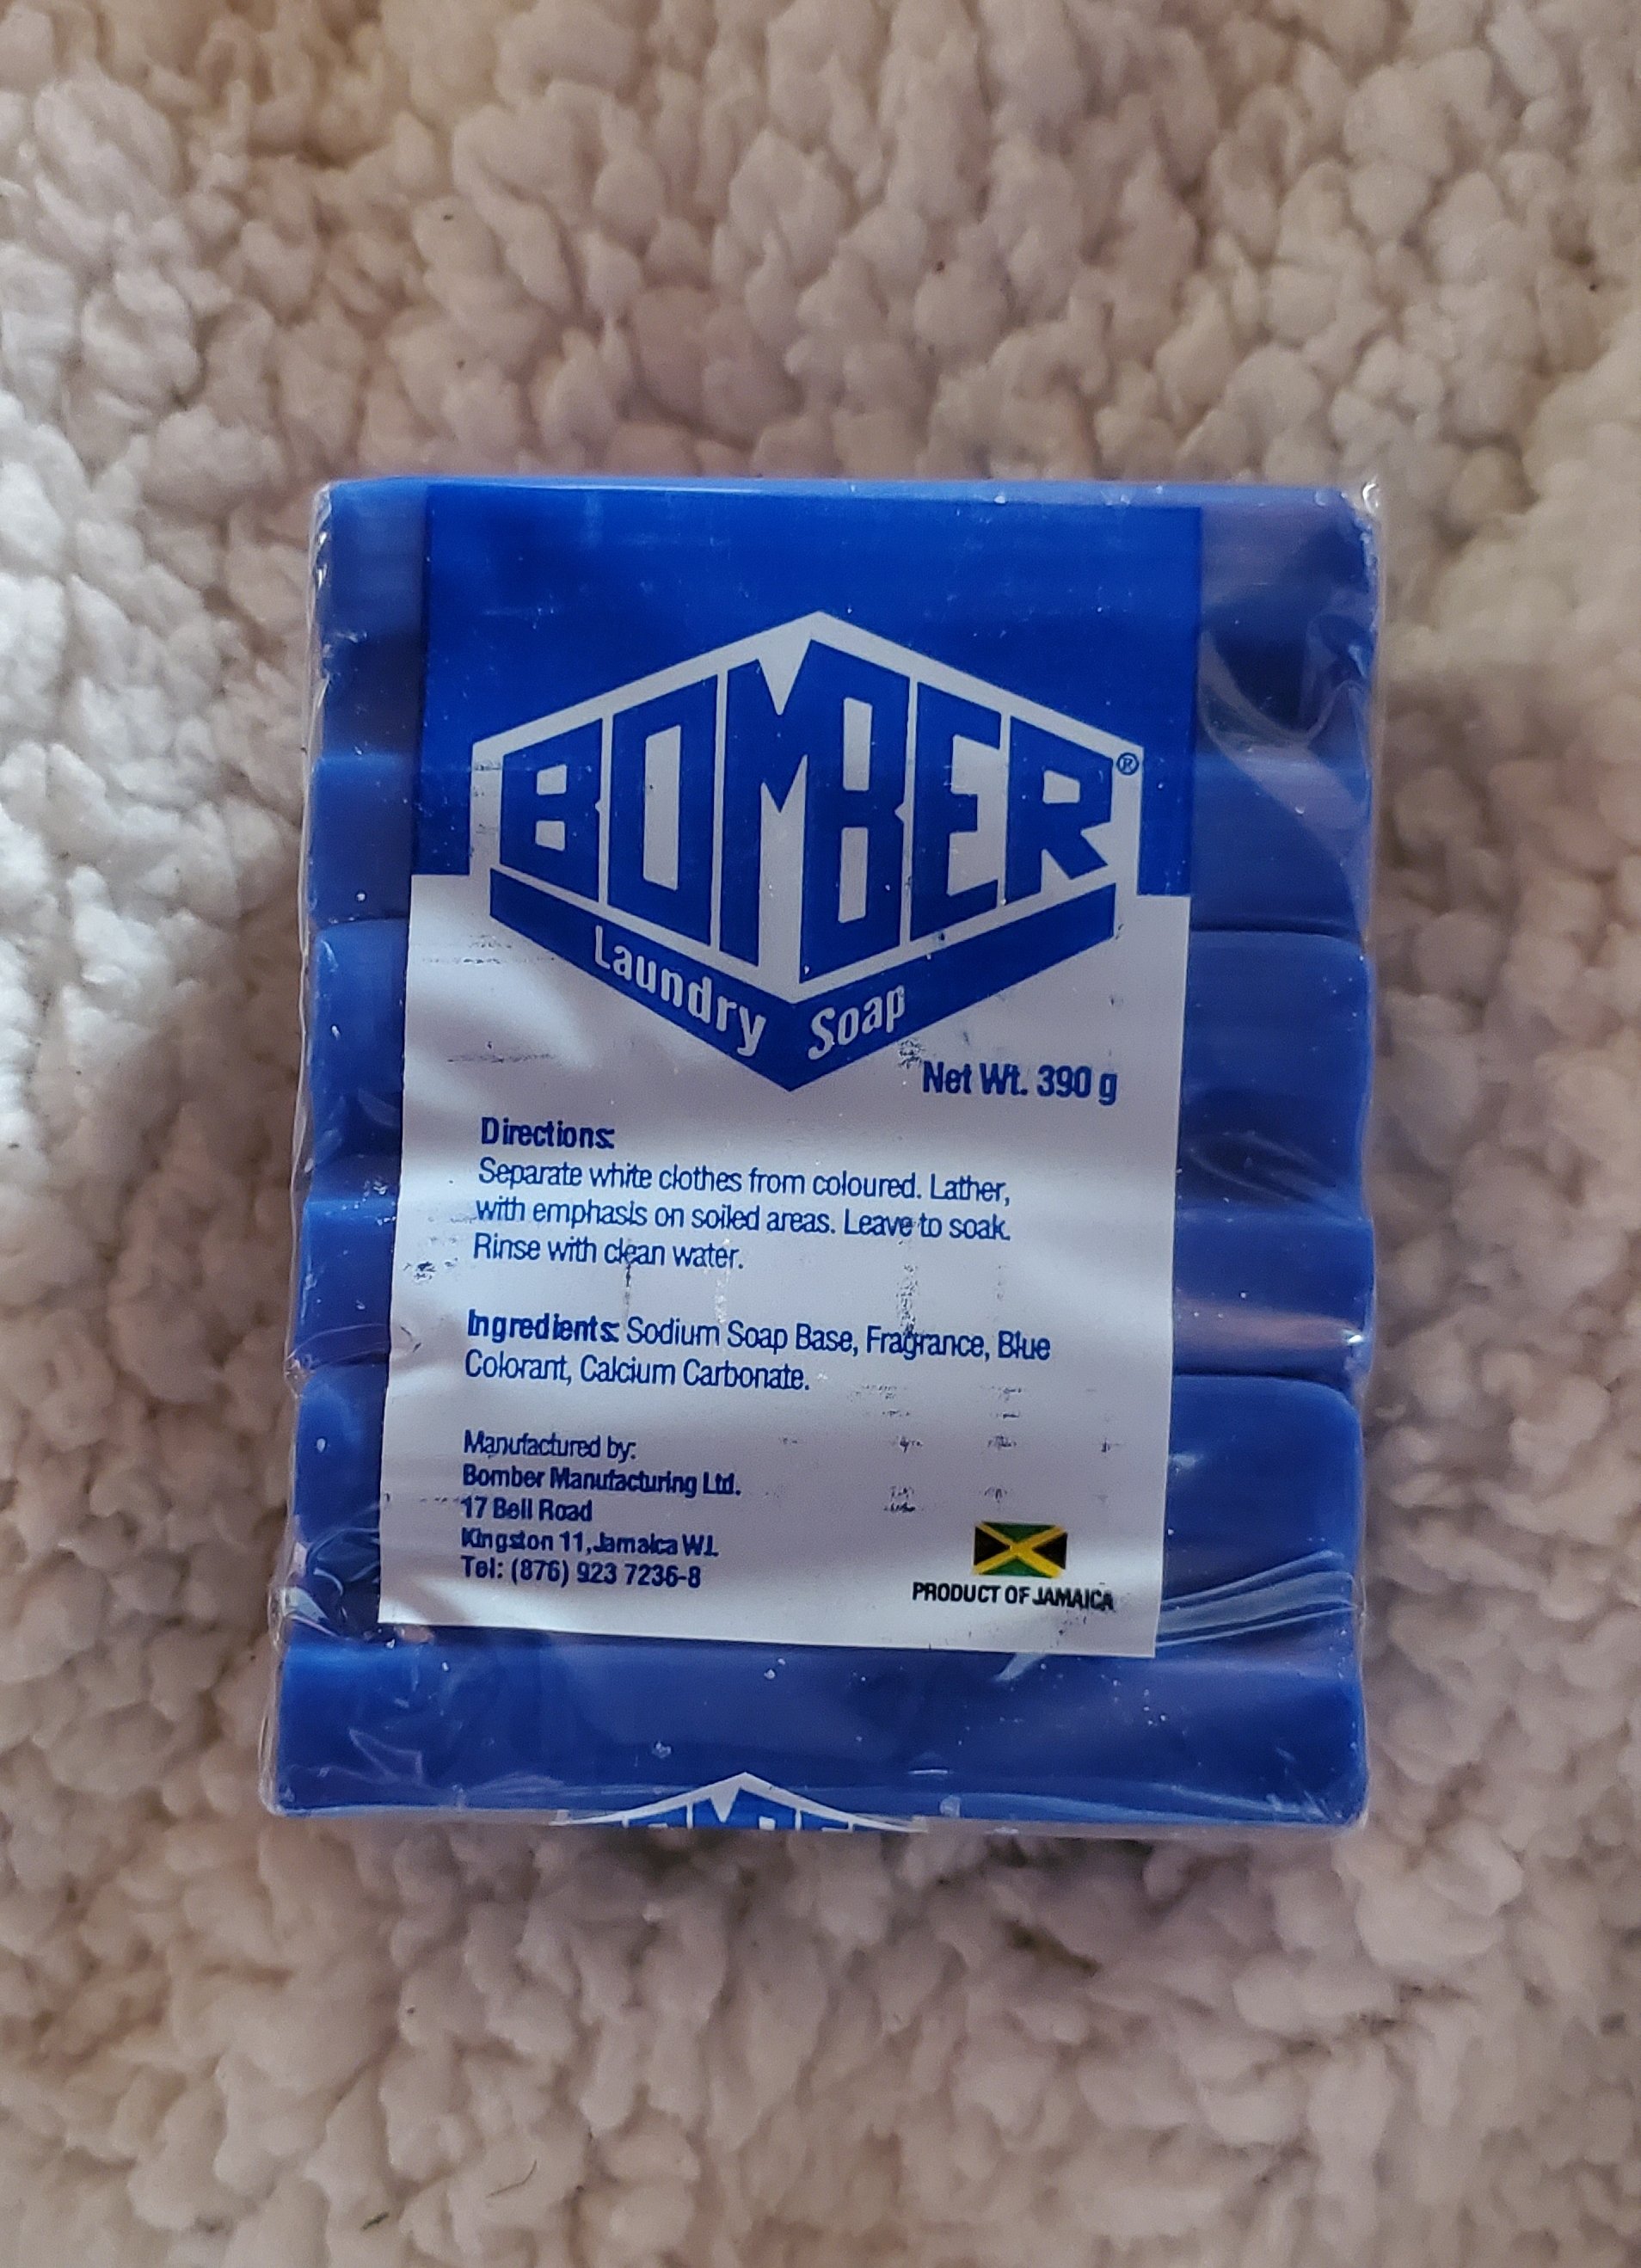 BOMBER®
Laundry Soap
Net Wt. 390 g
Directions:
Separate white clothes from coloured. Lather,
with emphasis on soiled areas. Leave to soak.
Rinse with clean water.
Ingredients: Sodium Soap Base, Fragrance, Blue
Colorant, Calcium Carbonate.
Manufactured by:
Bomber Manufacturing Ltd.
17 Bell Road
Kingston 11, Jamaica W.I.
Tel: (876) 923 7236-8
PRODUCT OF JAMAICA